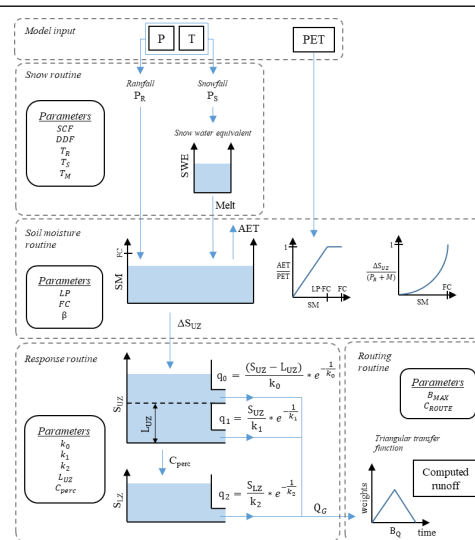 Model input
P T PET
Snow routine
Rainfall
P_R
Snowfall
P_S
Parameters
SCF
DDF
T_R
T_S
T_M
Snow water equivalent
SWE
Melt
Soil moisture
routine
AET
FC
SM
Parameters
LP
FC
β
1
AET
PET
LP·FC FC
SM
1
ΔS_UZ
(P_R + M)
FC
SM
ΔS_UZ
Response routine
Parameters
k_0
k_1
k_2
L_UZ
C_perc
S_UZ
L_UZ
q_0 = (S_UZ − L_UZ)/k_0 * e^(−1/k_0)
q_1 = S_UZ/k_1 * e^(−1/k_1)
C_perc
S_LZ
q_2 = S_LZ/k_2 * e^(−1/k_2)
Q_G
Routing
routine
Parameters
B_MAX
C_ROUTE
Triangular transfer
function
weights
B_Q time
Computed
runoff